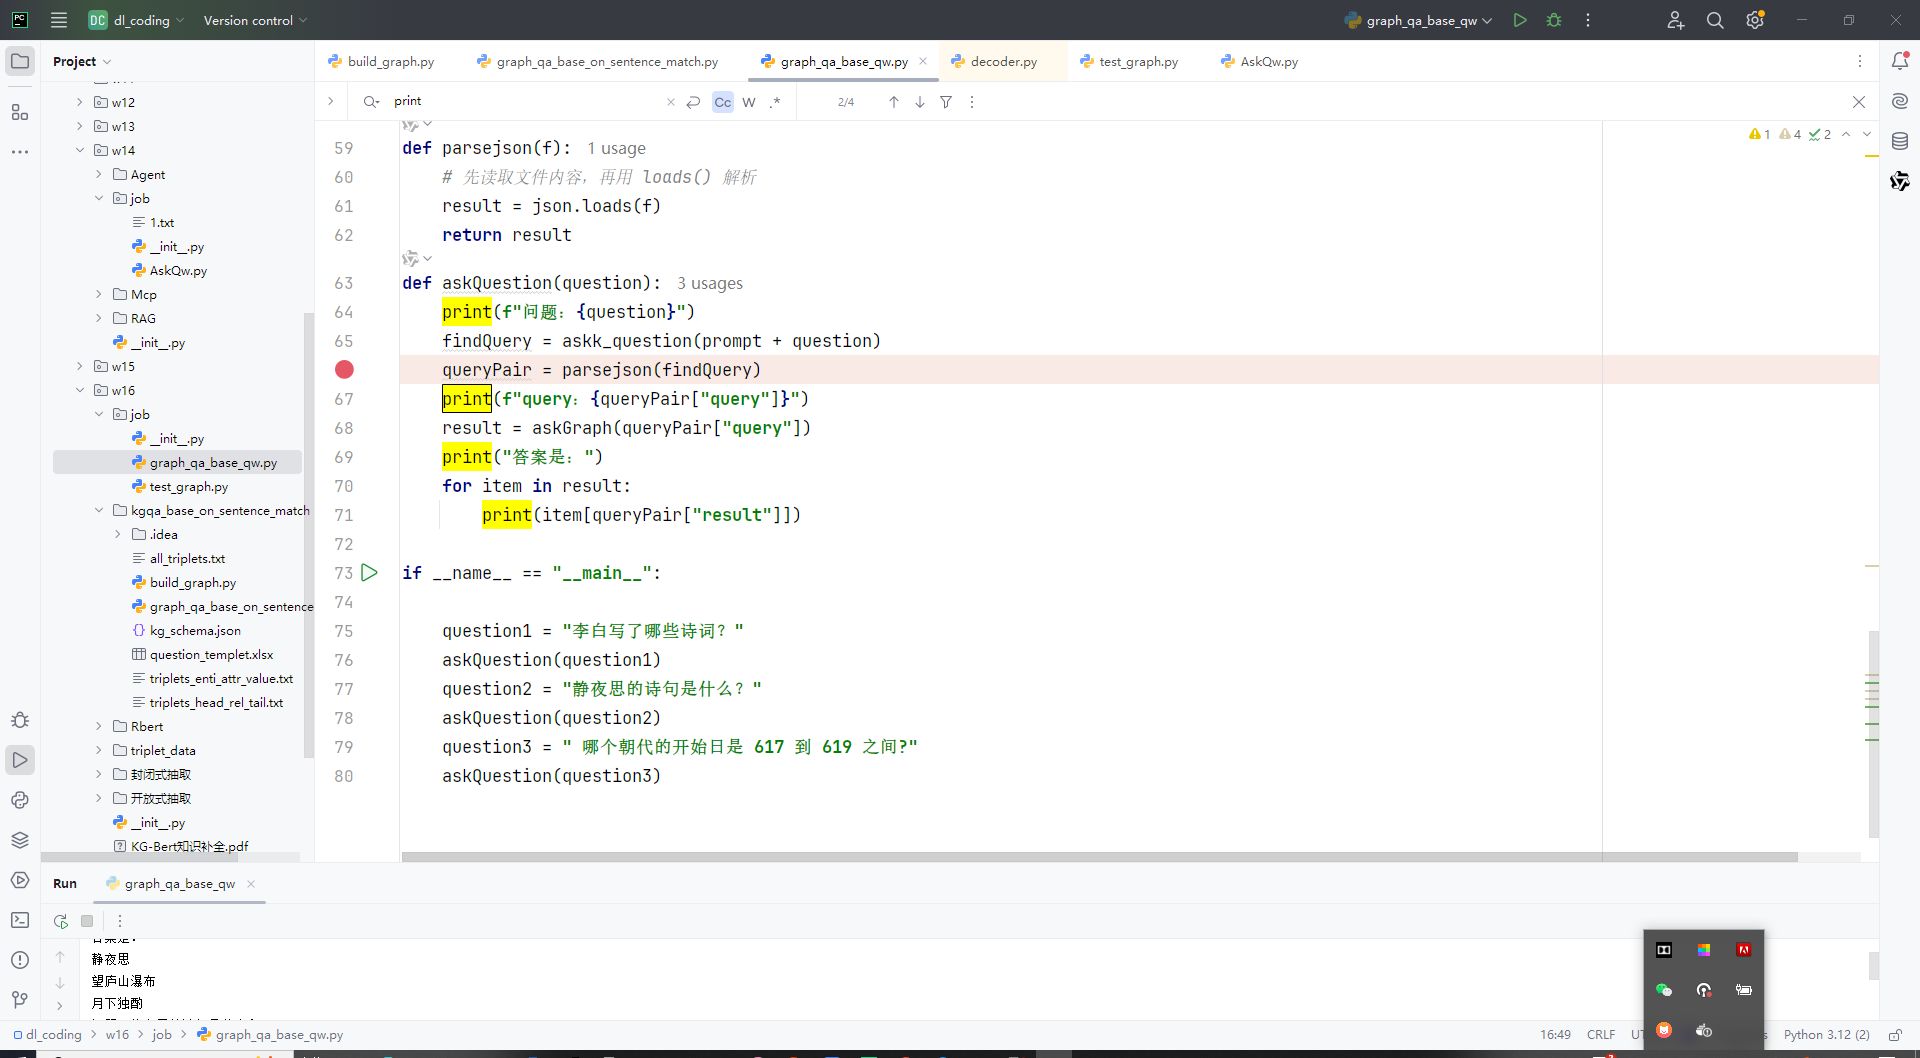 PC
DC dl_coding
Version control
graph_qa_base_qw
Project
build_graph.py
graph_qa_base_on_sentence_match.py
graph_qa_base_qw.py
decoder.py
test_graph.py
AskQw.py
print
Cc
W
.*
2/4
w12
w13
w14
Agent
job
1.txt
__init__.py
AskQw.py
Mcp
RAG
__init__.py
w15
w16
job
__init__.py
graph_qa_base_qw.py
test_graph.py
kgqa_base_on_sentence_match
.idea
all_triplets.txt
build_graph.py
graph_qa_base_on_sentence
kg_schema.json
question_templet.xlsx
triplets_enti_attr_value.txt
triplets_head_rel_tail.txt
Rbert
triplet_data
封闭式抽取
开放式抽取
__init__.py
KG-Bert知识补全.pdf
1 4 2
59 def parsejson(f): 1 usage
60 # 先读取文件内容，再用 loads() 解析
61 result = json.loads(f)
62 return result
63 def askQuestion(question): 3 usages
64 print(f"问题：{question}")
65 findQuery = askk_question(prompt + question)
queryPair = parsejson(findQuery)
67 print(f"query：{queryPair["query"]}")
68 result = askGraph(queryPair["query"])
69 print("答案是：")
70 for item in result:
71 print(item[queryPair["result"]])
72
73 if __name__ == "__main__":
74
75 question1 = "李白写了哪些诗词？"
76 askQuestion(question1)
77 question2 = "静夜思的诗句是什么？"
78 askQuestion(question2)
79 question3 = " 哪个朝代的开始日是 617 到 619 之间?"
80 askQuestion(question3)
Run
graph_qa_base_qw
静夜思
望庐山瀑布
月下独酌
dl_coding > w16 > job > graph_qa_base_qw.py
16:49
CRLF
Python 3.12 (2)